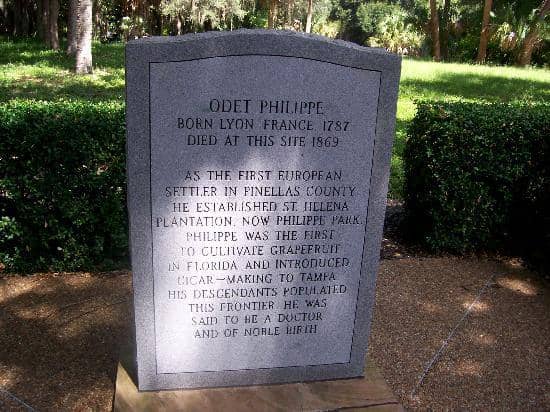 ODET PHILIPPE
BORN LYON FRANCE 1787
DIED AT THIS SITE 1869
AS THE FIRST EUROPEAN
SETTLER IN PINELLAS COUNTY
HE ESTABLISHED ST. HELENA
PLANTATION, NOW PHILIPPE PARK.
PHILIPPE WAS THE FIRST
TO CULTIVATE GRAPEFRUIT
IN FLORIDA AND INTRODUCED
CIGAR-MAKING TO TAMPA.
HIS DESCENDANTS POPULATED
THIS FRONTIER. HE WAS
SAID TO BE A DOCTOR
AND OF NOBLE BIRTH